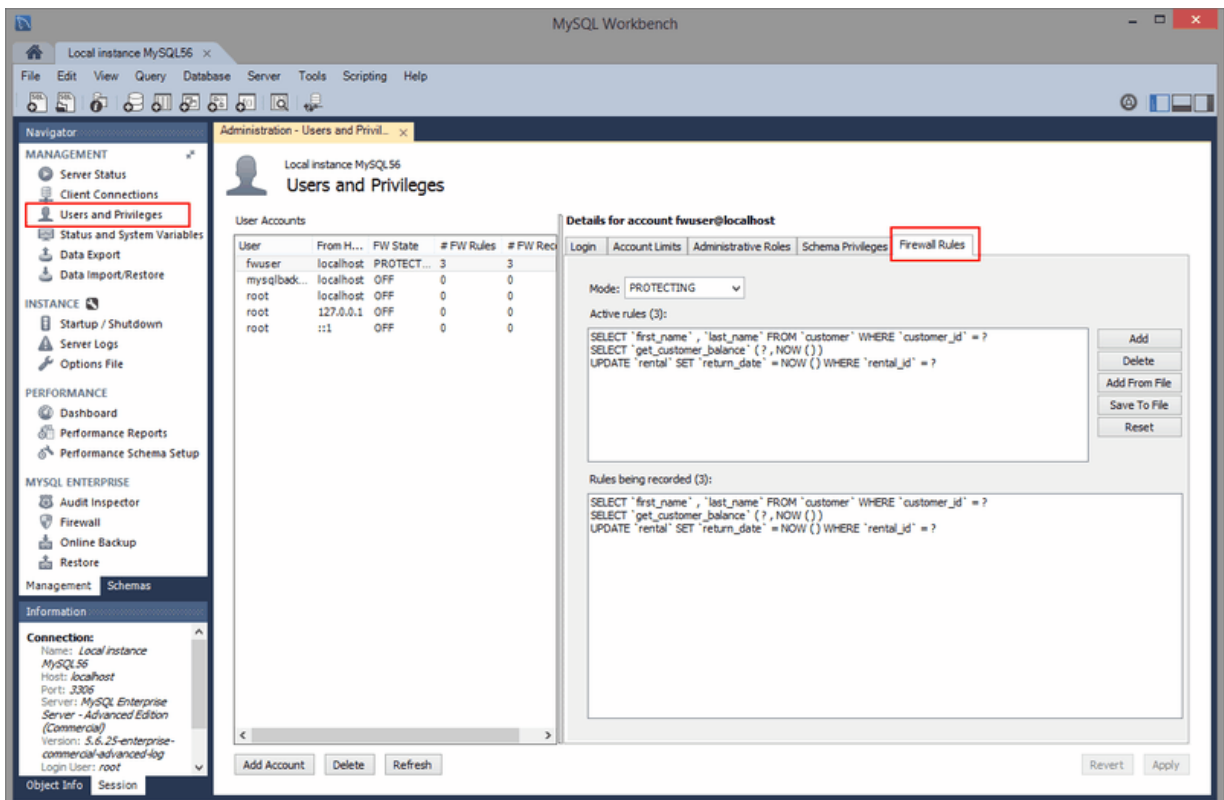 MySQL Workbench
Local instance MySQL56 ×
File Edit View Query Database Server Tools Scripting Help
Navigator
MANAGEMENT
Server Status
Client Connections
Users and Privileges
Status and System Variables
Data Export
Data Import/Restore
INSTANCE
Startup / Shutdown
Server Logs
Options File
PERFORMANCE
Dashboard
Performance Reports
Performance Schema Setup
MYSQL ENTERPRISE
Audit Inspector
Firewall
Online Backup
Restore
Management Schemas
Information
Connection:
Name: Local instance
MySQL56
Host: localhost
Port: 3306
Server: MySQL Enterprise
Server - Advanced Edition
(Commercial)
Version: 5.6.25-enterprise-
commercial-advanced-log
Login User: root
Object Info Session
Administration - Users and Privil... ×
Local instance MySQL56
Users and Privileges
User Accounts
User From H... FW State # FW Rules # FW Reco
fwuser localhost PROTECT... 3 3
mysqlback... localhost OFF 0 0
root localhost OFF 0 0
root 127.0.0.1 OFF 0 0
root ::1 OFF 0 0
Add Account Delete Refresh
Details for account fwuser@localhost
Login Account Limits Administrative Roles Schema Privileges Firewall Rules
Mode: PROTECTING
Active rules (3):
SELECT `first_name` , `last_name` FROM `customer` WHERE `customer_id` = ?
SELECT `get_customer_balance` ( ? , NOW ( ) )
UPDATE `rental` SET `return_date` = NOW ( ) WHERE `rental_id` = ?
Add
Delete
Add From File
Save To File
Reset
Rules being recorded (3):
SELECT `first_name` , `last_name` FROM `customer` WHERE `customer_id` = ?
SELECT `get_customer_balance` ( ? , NOW ( ) )
UPDATE `rental` SET `return_date` = NOW ( ) WHERE `rental_id` = ?
Revert Apply